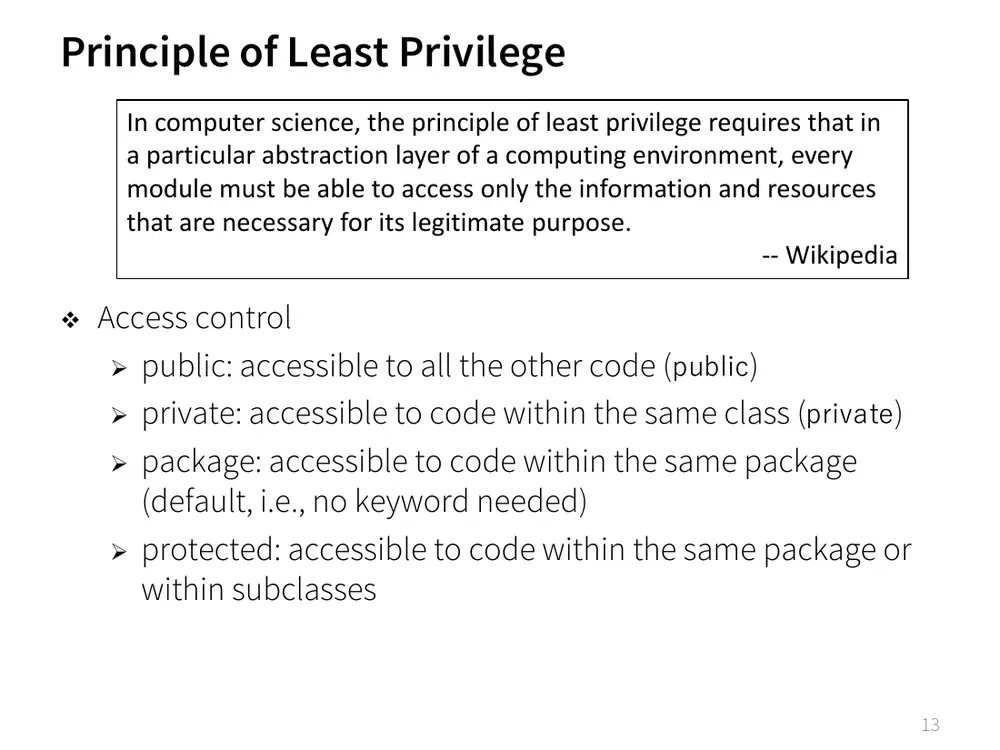 Principle of Least Privilege
In computer science, the principle of least privilege requires that in
a particular abstraction layer of a computing environment, every
module must be able to access only the information and resources
that are necessary for its legitimate purpose.
-- Wikipedia
❖ Access control
➢ public: accessible to all the other code (public)
➢ private: accessible to code within the same class (private)
➢ package: accessible to code within the same package
(default, i.e., no keyword needed)
➢ protected: accessible to code within the same package or
within subclasses
13